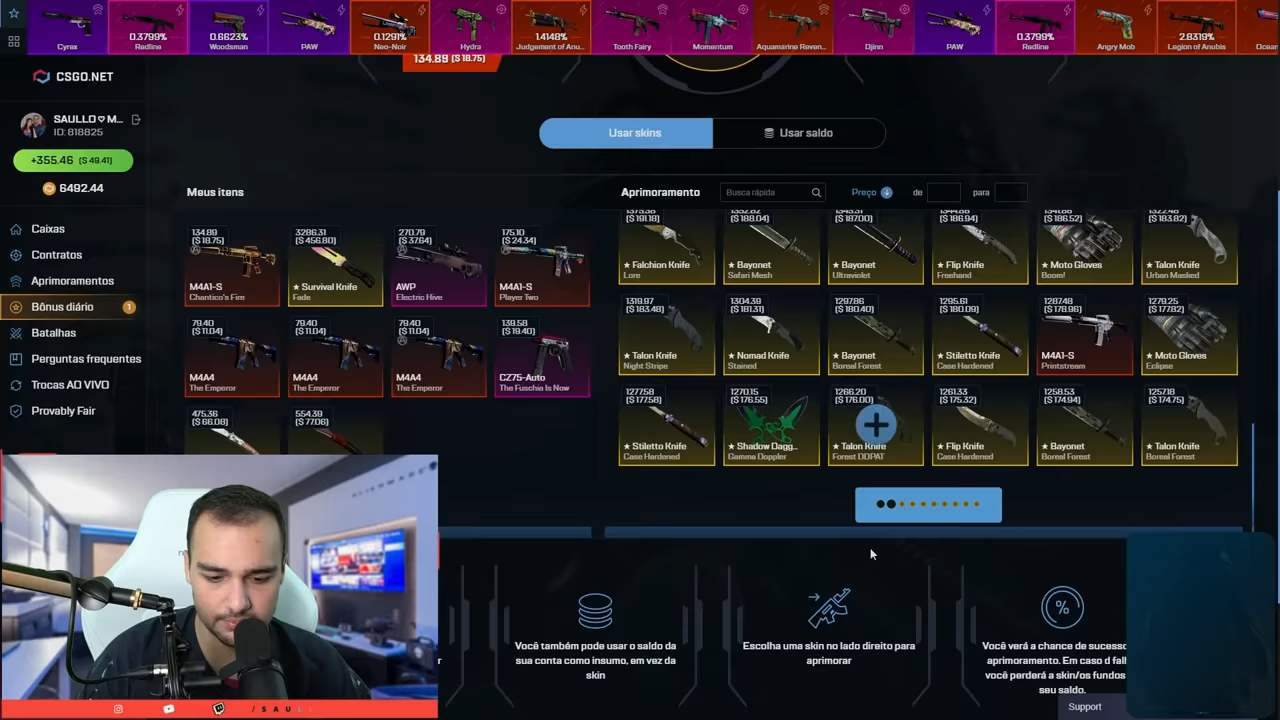 Cyrex
0.3799%
Redline
0.6623%
Woodsman
PAW
0.1291%
Neo-Noir
Hydra
1.4148%
Judgement of Anu...
Tooth Fairy
Momentum
Aquamarine Reven...
Djinn
PAW
0.3799%
Redline
Angry Mob
2.8319%
Legion of Anubis
Ocean
134.89 ($ 18.75)
CSGO.NET
SAULLO ♡ M...
ID: 818825
+355.46 ($ 49.41)
6492.44
Caixas
Contratos
Aprimoramentos
Bônus diário 1
Batalhas
Perguntas frequentes
Trocas AO VIVO
Provably Fair
Usar skins
Usar saldo
Meus itens
134.89
($ 18.75)
M4A1-S
Chantico's Fire
3286.31
($ 456.80)
★ Survival Knife
Fade
270.79
($ 37.64)
AWP
Electric Hive
175.10
($ 24.34)
M4A1-S
Player Two
79.40
($ 11.04)
M4A4
The Emperor
79.40
($ 11.04)
M4A4
The Emperor
79.40
($ 11.04)
M4A4
The Emperor
139.58
($ 19.40)
CZ75-Auto
The Fuschia Is Now
475.36
($ 66.08)
554.39
($ 77.06)
Aprimoramento
Busca rápida
Preço
de
para
($ 191.18)
★ Falchion Knife
Lore
($ 188.04)
★ Bayonet
Safari Mesh
($ 187.00)
★ Bayonet
Ultraviolet
($ 186.94)
★ Flip Knife
Freehand
($ 186.52)
★ Moto Gloves
Boom!
($ 183.82)
★ Talon Knife
Urban Masked
1319.97
($ 183.48)
★ Talon Knife
Night Stripe
1304.39
($ 181.31)
★ Nomad Knife
Stained
1297.86
($ 180.40)
★ Bayonet
Boreal Forest
1295.61
($ 180.09)
★ Stiletto Knife
Case Hardened
1287.48
($ 178.96)
M4A1-S
Printstream
1279.25
($ 177.82)
★ Moto Gloves
Eclipse
1277.58
($ 177.58)
★ Stiletto Knife
Case Hardened
1270.15
($ 176.55)
★ Shadow Dagg...
Gamma Doppler
1266.20
($ 176.00)
★ Talon Knife
Forest DDPAT
1261.33
($ 175.32)
★ Flip Knife
Case Hardened
1258.53
($ 174.94)
★ Bayonet
Boreal Forest
1257.18
($ 174.75)
★ Talon Knife
Boreal Forest
Você também pode usar o saldo da
sua conta como insumo, em vez da
skin
Escolha uma skin no lado direito para
aprimorar
Você verá a chance de sucesso
aprimoramento. Em caso d falh
você perderá a skin/os fundos
seu saldo.
Support
/ S A U L